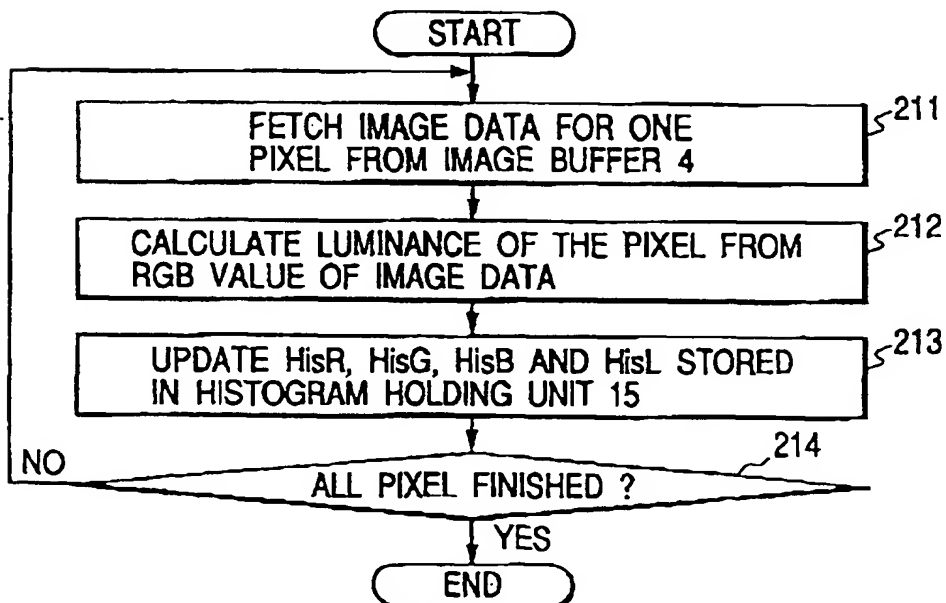 START
FETCH IMAGE DATA FOR ONE
PIXEL FROM IMAGE BUFFER 4
211
CALCULATE LUMINANCE OF THE PIXEL FROM
RGB VALUE OF IMAGE DATA
212
UPDATE HisR, HisG, HisB AND HisL STORED
IN HISTOGRAM HOLDING UNIT 15
213
NO
ALL PIXEL FINISHED ?
214
YES
END